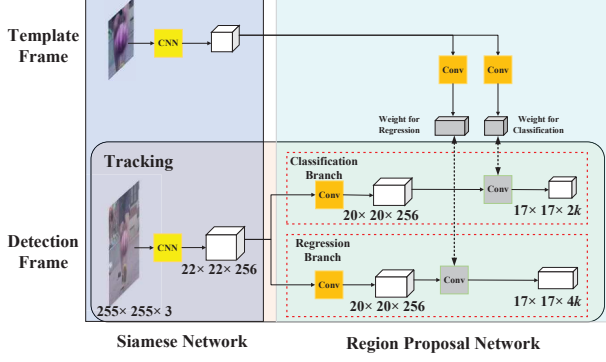 Template
Frame
CNN
Conv
Conv
Weight for
Regression
Weight for
Classification
Tracking
Classification
Branch
Conv
20× 20× 256
Conv
17× 17× 2k
Detection
Frame
CNN
22× 22× 256
255× 255× 3
Regression
Branch
Conv
20× 20× 256
Conv
17× 17× 4k
Siamese Network
Region Proposal Network